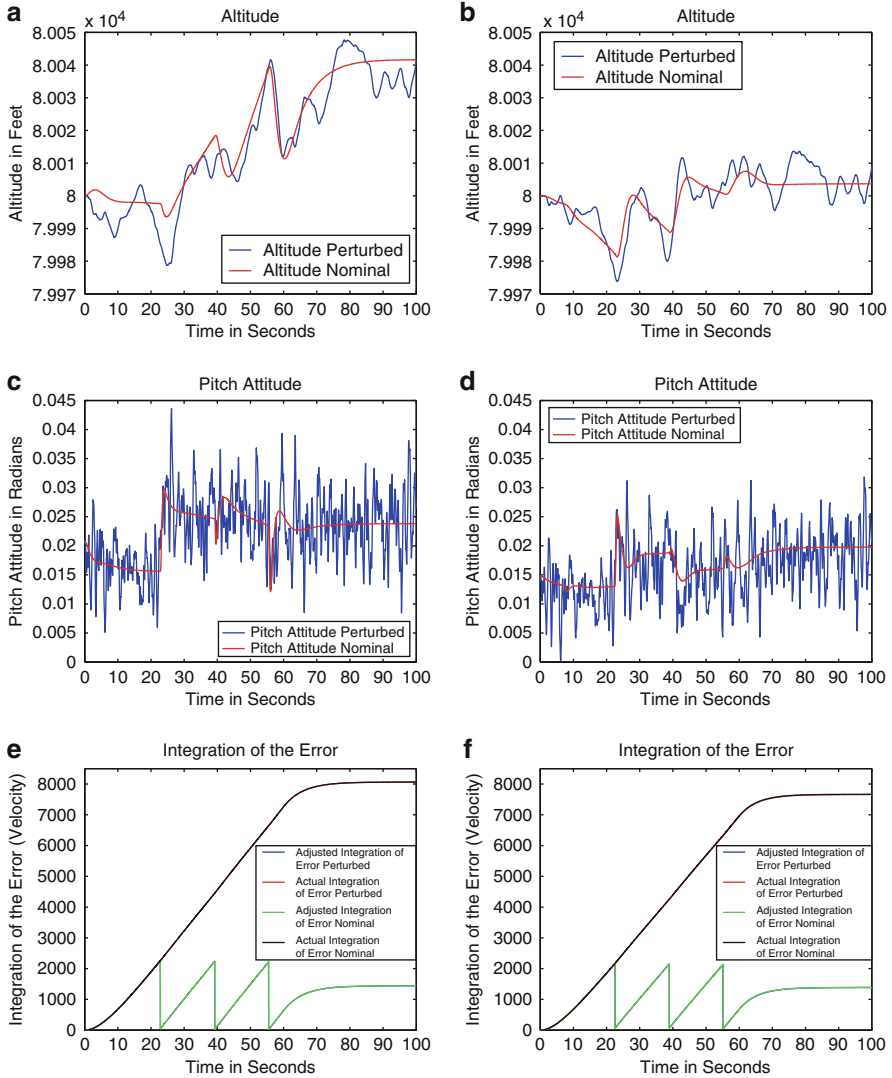 a
Altitude
x 10^4
8.005
8.004
8.003
8.002
8.001
8
7.999
7.998
7.997
Altitude in Feet
Altitude Perturbed
Altitude Nominal
0 10 20 30 40 50 60 70 80 90 100
Time in Seconds
b
Altitude
x 10^4
8.005
8.004
8.003
8.002
8.001
8
7.999
7.998
7.997
Altitude in Feet
Altitude Perturbed
Altitude Nominal
0 10 20 30 40 50 60 70 80 90 100
Time in Seconds
c
Pitch Attitude
0.045
0.04
0.035
0.03
0.025
0.02
0.015
0.01
0.005
0
Pitch Attitude in Radians
Pitch Attitude Perturbed
Pitch Attitude Nominal
0 10 20 30 40 50 60 70 80 90 100
Time in Seconds
d
Pitch Attitude
0.045
0.04
0.035
0.03
0.025
0.02
0.015
0.01
0.005
0
Pitch Attitude in Radians
Pitch Attitude Perturbed
Pitch Attitude Nominal
0 10 20 30 40 50 60 70 80 90 100
Time in Seconds
e
Integration of the Error
8000
7000
6000
5000
4000
3000
2000
1000
0
Integration of the Error (Velocity)
Adjusted Integration of
Error Perturbed
Actual Integration
of Error Perturbed
Adjusted Integration
of Error Nominal
Actual Integration
of Error Nominal
0 10 20 30 40 50 60 70 80 90 100
Time in Seconds
f
Integration of the Error
8000
7000
6000
5000
4000
3000
2000
1000
0
Integration of the Error (Velocity)
Adjusted Integration of
Error Perturbed
Actual Integration
of Error Perturbed
Adjusted Integration
of Error Nominal
Actual Integration
of Error Nominal
0 10 20 30 40 50 60 70 80 90 100
Time in Seconds